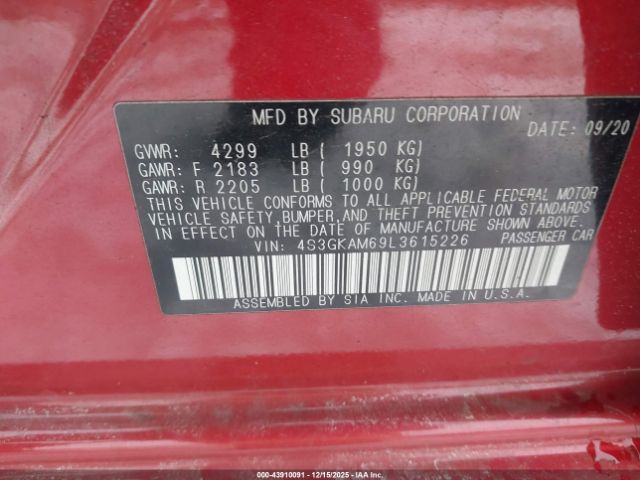 MFD BY SUBARU CORPORATION
DATE: 09/20
GVWR: 4299 LB ( 1950 KG)
GAWR: F 2183 LB ( 990 KG)
GAWR: R 2205 LB ( 1000 KG)
THIS VEHICLE CONFORMS TO ALL APPLICABLE FEDERAL MOTOR
VEHICLE SAFETY, BUMPER, AND THEFT PREVENTION STANDARDS
IN EFFECT ON THE DATE OF MANUFACTURE SHOWN ABOVE.
VIN: 4S3GKAM69L3615226 PASSENGER CAR
ASSEMBLED BY SIA INC. MADE IN U.S.A.
000-43910091 - 12/15/2025 - IAA Inc.